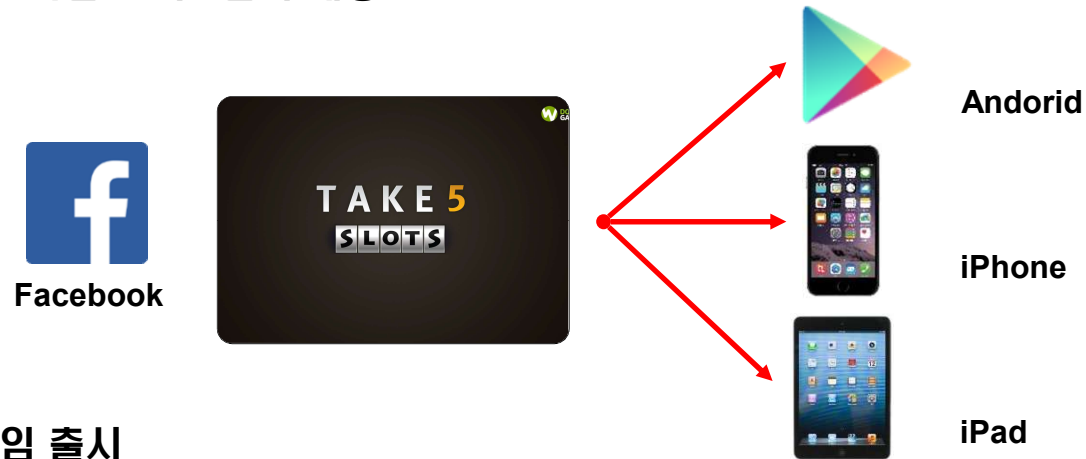 Andorid
TAKE 5
SLOTS
Facebook
iPhone
iPad
임 출시